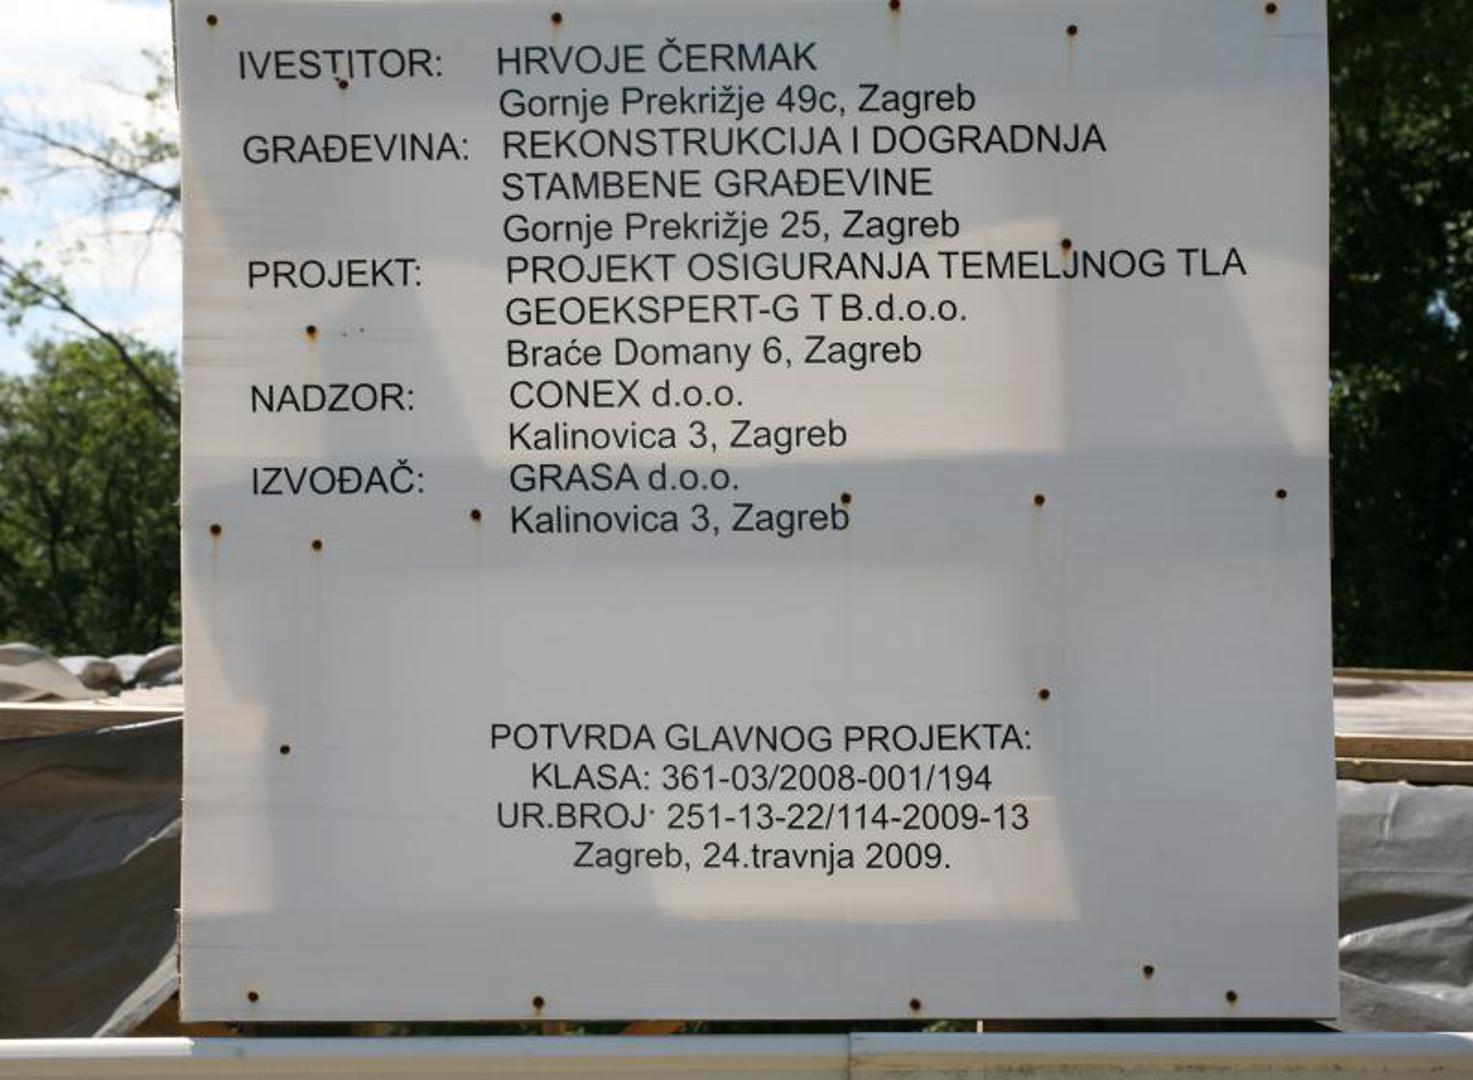 IVESTITOR: HRVOJE ČERMAK
Gornje Prekrižje 49c, Zagreb
GRAĐEVINA: REKONSTRUKCIJA I DOGRADNJA
STAMBENE GRAĐEVINE
Gornje Prekrižje 25, Zagreb
PROJEKT: PROJEKT OSIGURANJA TEMELJNOG TLA
GEOEKSPERT-G T B.d.o.o.
Braće Domany 6, Zagreb
NADZOR: CONEX d.o.o.
Kalinovica 3, Zagreb
IZVOĐAČ: GRASA d.o.o.
Kalinovica 3, Zagreb
POTVRDA GLAVNOG PROJEKTA:
KLASA: 361-03/2008-001/194
UR.BROJ: 251-13-22/114-2009-13
Zagreb, 24.travnja 2009.